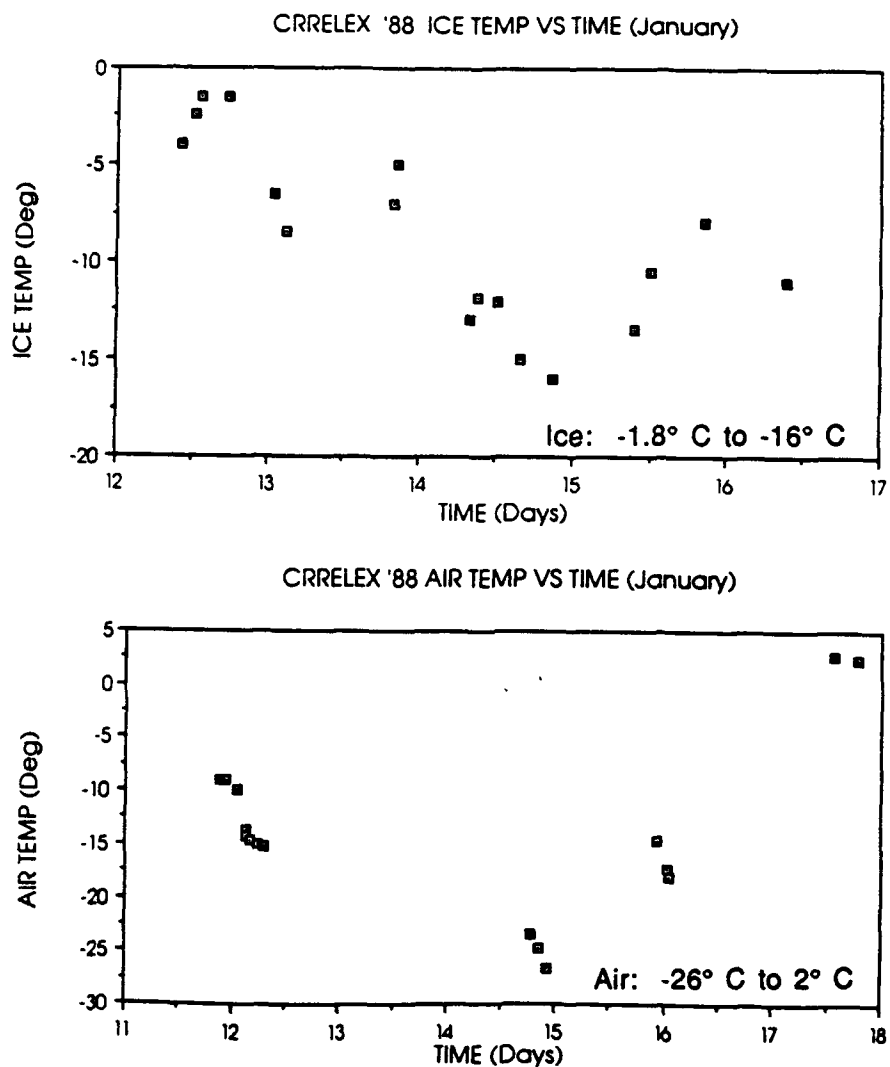 CRRELEX '88 ICE TEMP VS TIME (January)
0
-5
-10
-15
-20
ICE TEMP (Deg)
Ice: -1.8° C to -16° C
12 13 14 15 16 17
TIME (Days)
CRRELEX '88 AIR TEMP VS TIME (January)
5
0
-5
-10
-15
-20
-25
-30
AIR TEMP (Deg)
Air: -26° C to 2° C
11 12 13 14 15 16 17 18
TIME (Days)